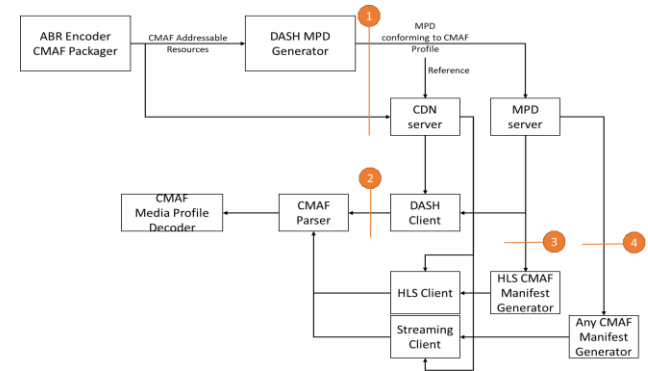 1
ABR Encoder
CMAF Packager
CMAF Addressable
Resources
DASH MPD
Generator
MPD
conforming to CMAF
Profile
Reference
CDN
server
MPD
server
2
CMAF
Media Profile
Decoder
CMAF
Parser
DASH
Client
3
4
HLS Client
HLS CMAF
Manifest
Generator
Streaming
Client
Any CMAF
Manifest
Generator